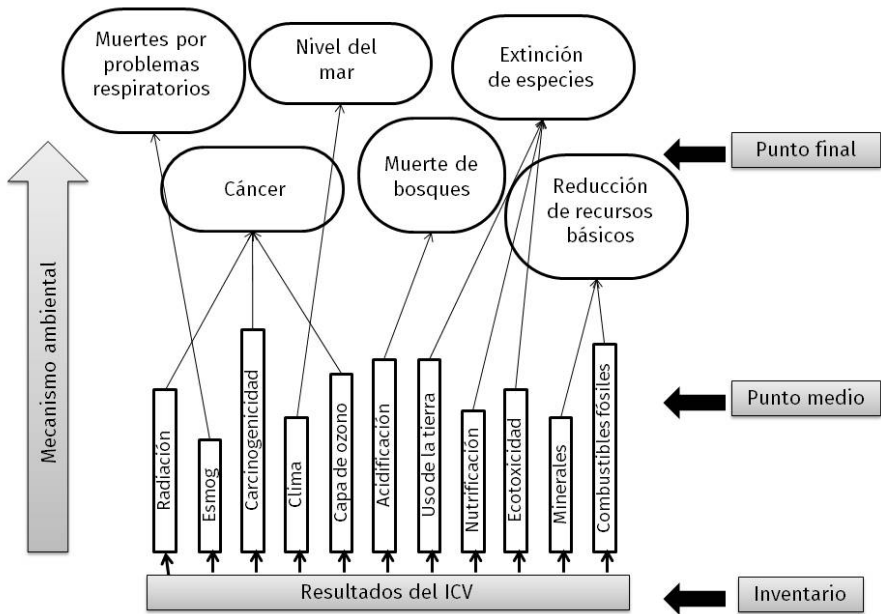 Muertes por
problemas
respiratorios
Nivel del
mar
Extinción
de especies
Cáncer
Muerte de
bosques
Reducción
de recursos
básicos
Punto final
Mecanismo ambiental
Radiación
Esmog
Carcinogenicidad
Clima
Capa de ozono
Acidificación
Uso de la tierra
Nutrificación
Ecotoxicidad
Minerales
Combustibles fósiles
Punto medio
Resultados del ICV
Inventario